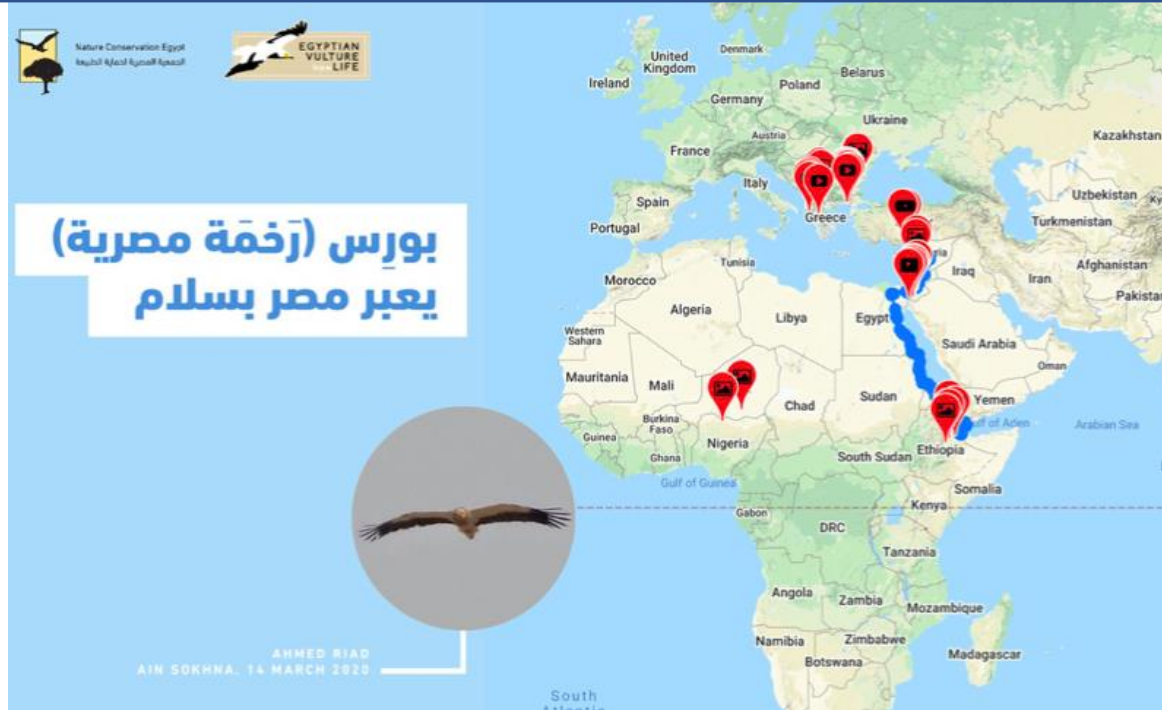 Nature Conservation Egypt
الجمعية المصرية لحماية الطبيعة
EGYPTIAN
VULTURE
LIFE
بورِس (رَخمَة مصرية)
يعبر مصر بسلام
AHMED RIAD
AIN SOKHNA, 14 MARCH 2020
United
Kingdom
Denmark
Ireland
Belarus
Poland
Germany
Ukraine
Austria
Kazakhstan
France
Italy
Spain
Greece
Uzbekistan
Turkmenistan
Portugal
Tunisia
Afghanistan
Iraq
Iran
Morocco
Pakista
Algeria
Libya
Egypt
Western
Sahara
Saudi Arabia
Oman
Mauritania
Mali
Chad
Sudan
Yemen
Burkina
Faso
Gulf of Aden
Arabian Sea
Guinea
Nigeria
Ghana
South Sudan
Ethiopia
Gulf of Guinea
Somalia
Gabon
Kenya
DRC
Tanzania
Angola
Zambia
Mozambique
Namibia
Zimbabwe
Madagascar
Botswana
South